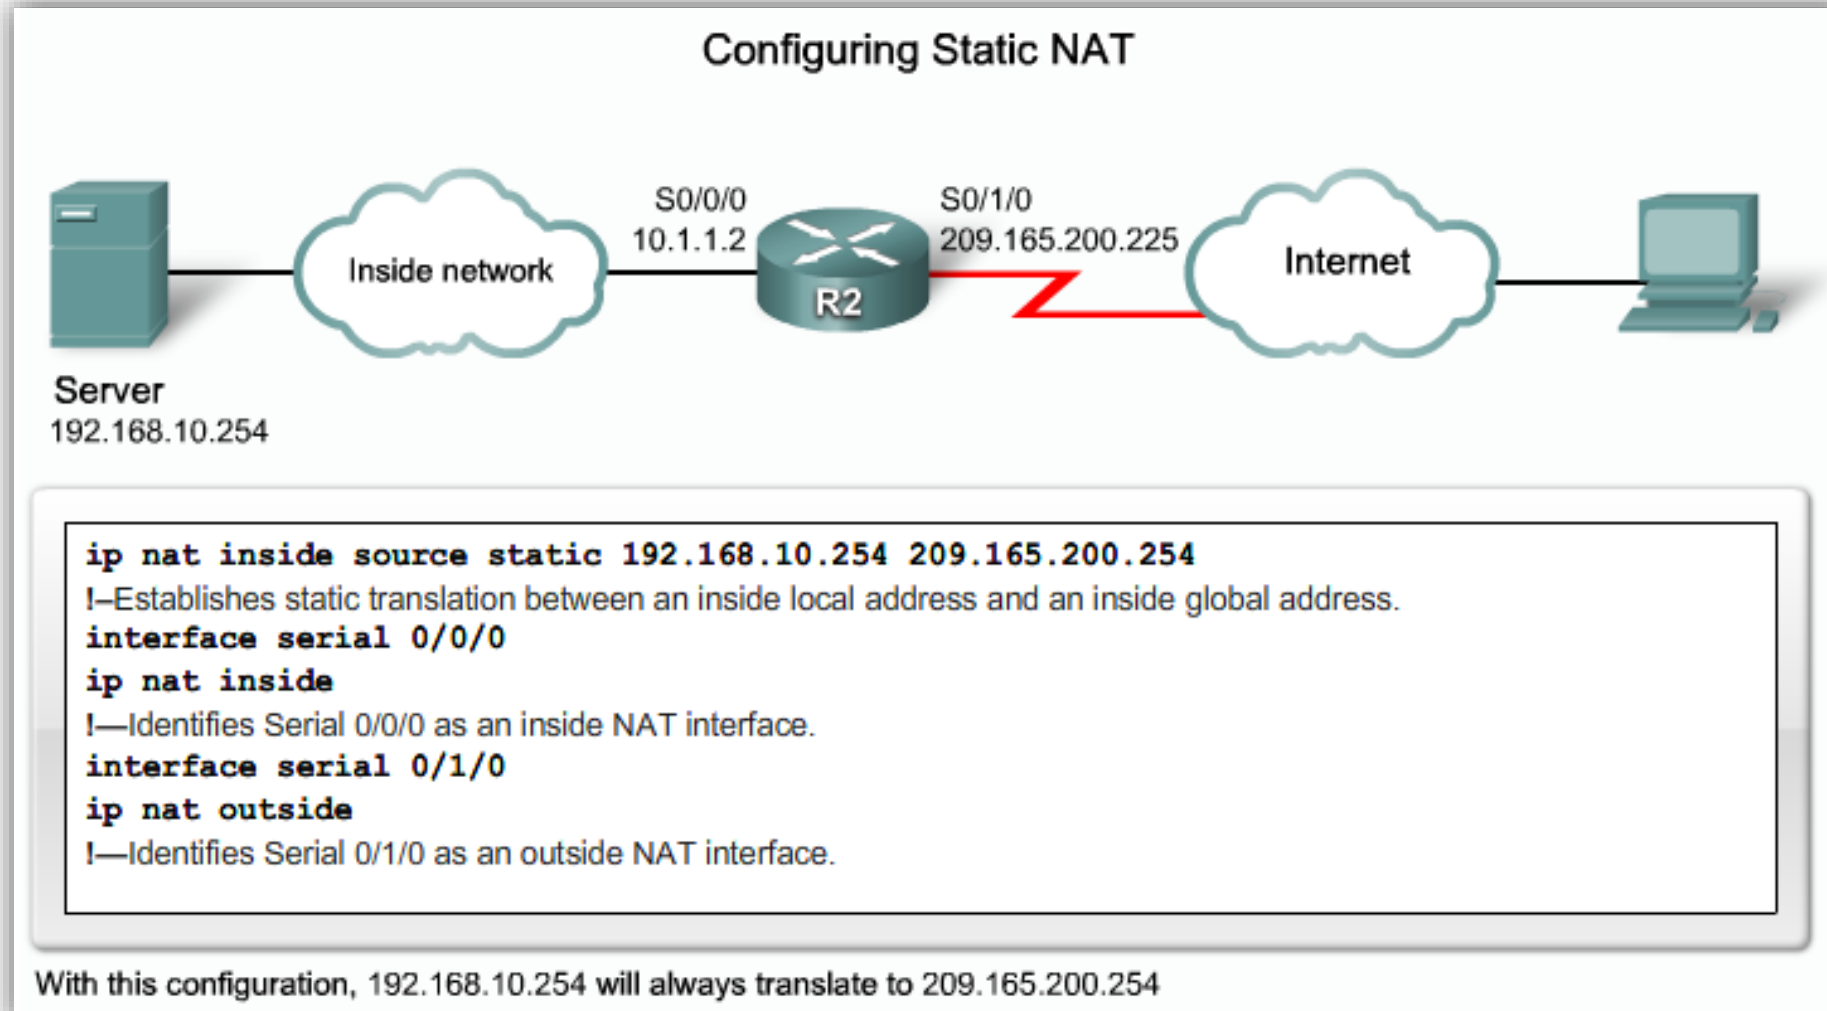 Configuring Static NAT
S0/0/0
10.1.1.2
S0/1/0
209.165.200.225
Inside network
R2
Internet
Server
192.168.10.254
ip nat inside source static 192.168.10.254 209.165.200.254
!–Establishes static translation between an inside local address and an inside global address.
interface serial 0/0/0
ip nat inside
!—Identifies Serial 0/0/0 as an inside NAT interface.
interface serial 0/1/0
ip nat outside
!—Identifies Serial 0/1/0 as an outside NAT interface.
With this configuration, 192.168.10.254 will always translate to 209.165.200.254